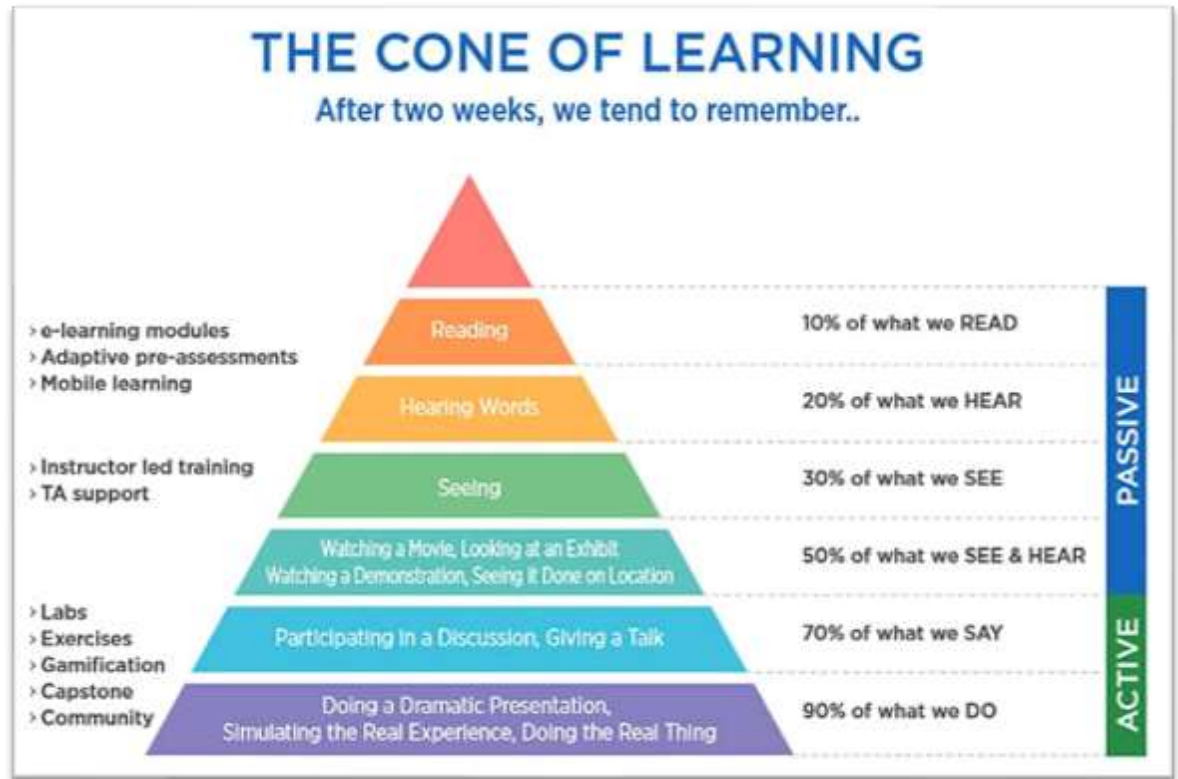 THE CONE OF LEARNING
After two weeks, we tend to remember..
› e-learning modules
› Adaptive pre-assessments
› Mobile learning
› Instructor led training
› TA support
› Labs
› Exercises
› Gamification
› Capstone
› Community
Reading
Hearing Words
Seeing
Watching a Movie, Looking at an Exhibit
Watching a Demonstration, Seeing It Done on Location
Participating in a Discussion, Giving a Talk
Doing a Dramatic Presentation,
Simulating the Real Experience, Doing the Real Thing
10% of what we READ
20% of what we HEAR
30% of what we SEE
50% of what we SEE & HEAR
70% of what we SAY
90% of what we DO
PASSIVE
ACTIVE